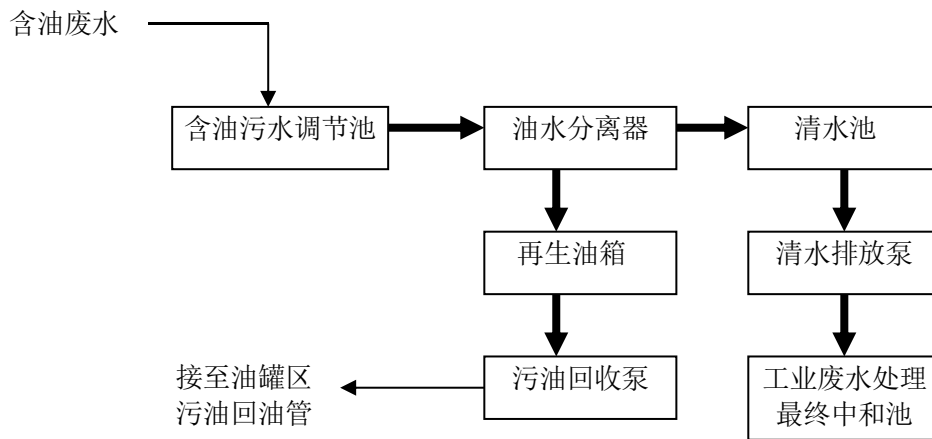 含油废水
含油污水调节池
油水分离器
清水池
再生油箱
清水排放泵
接至油罐区
污油回油管
污油回收泵
工业废水处理
最终中和池